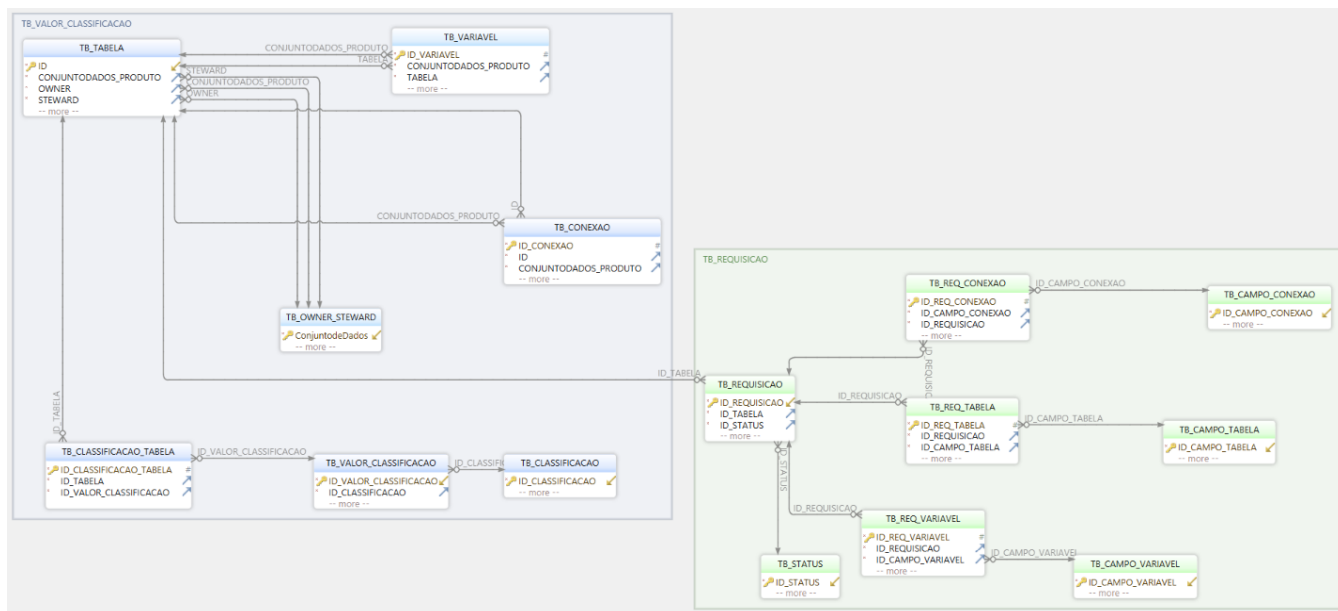 TB_VALOR_CLASSIFICACAO
TB_TABELA
ID
CONJUNTODADOS_PRODUTO
OWNER
STEWARD
-- more --
CONJUNTODADOS_PRODUTO
TABELA
STEWARD
CONJUNTODADOS_PRODUTO
OWNER
TB_VARIAVEL
ID_VARIAVEL #
CONJUNTODADOS_PRODUTO
TABELA
-- more --
CONJUNTODADOS_PRODUTO
ID
TB_CONEXAO
ID_CONEXAO #
ID
CONJUNTODADOS_PRODUTO
-- more --
TB_OWNER_STEWARD
ConjuntodeDados
-- more --
ID_TABELA
TB_CLASSIFICACAO_TABELA
ID_CLASSIFICACAO_TABELA #
ID_TABELA
ID_VALOR_CLASSIFICACAO
ID_VALOR_CLASSIFICACAO
TB_VALOR_CLASSIFICACAO
ID_VALOR_CLASSIFICACAO
ID_CLASSIFICACAO
-- more --
ID_CLASSIFI
TB_CLASSIFICACAO
ID_CLASSIFICACAO
-- more --
TB_REQUISICAO
TB_REQ_CONEXAO
ID_REQ_CONEXAO
ID_CAMPO_CONEXAO
ID_REQUISICAO
-- more --
ID_CAMPO_CONEXAO
TB_CAMPO_CONEXAO
ID_CAMPO_CONEXAO
-- more --
ID_REQUISIC
ID_TABELA
TB_REQUISICAO
ID_REQUISICAO
ID_TABELA
ID_STATUS
-- more --
ID_REQUISICAO
TB_REQ_TABELA
ID_REQ_TABELA #
ID_REQUISICAO
ID_CAMPO_TABELA
-- more --
ID_CAMPO_TABELA
TB_CAMPO_TABELA
ID_CAMPO_TABELA
-- more --
ID_STATUS
ID_REQUISICAO
TB_REQ_VARIAVEL
ID_REQ_VARIAVEL #
ID_REQUISICAO
ID_CAMPO_VARIAVEL
-- more --
ID_CAMPO_VARIAVEL
TB_STATUS
ID_STATUS
-- more --
TB_CAMPO_VARIAVEL
ID_CAMPO_VARIAVEL
-- more --